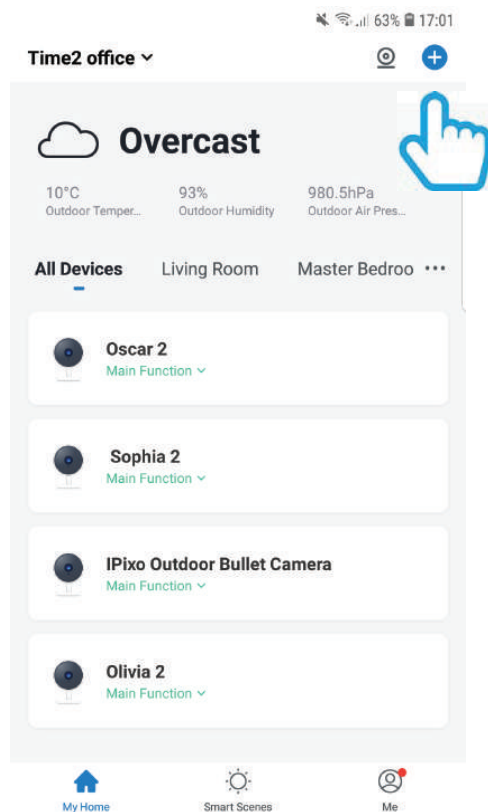 63% 17:01
Time2 office
Overcast
10°C 93% 980.5hPa
Outdoor Temper... Outdoor Humidity Outdoor Air Pres...
All Devices Living Room Master Bedroo •••
Oscar 2
Main Function
Sophia 2
Main Function
IPixo Outdoor Bullet Camera
Main Function
Olivia 2
Main Function
My Home Smart Scenes Me